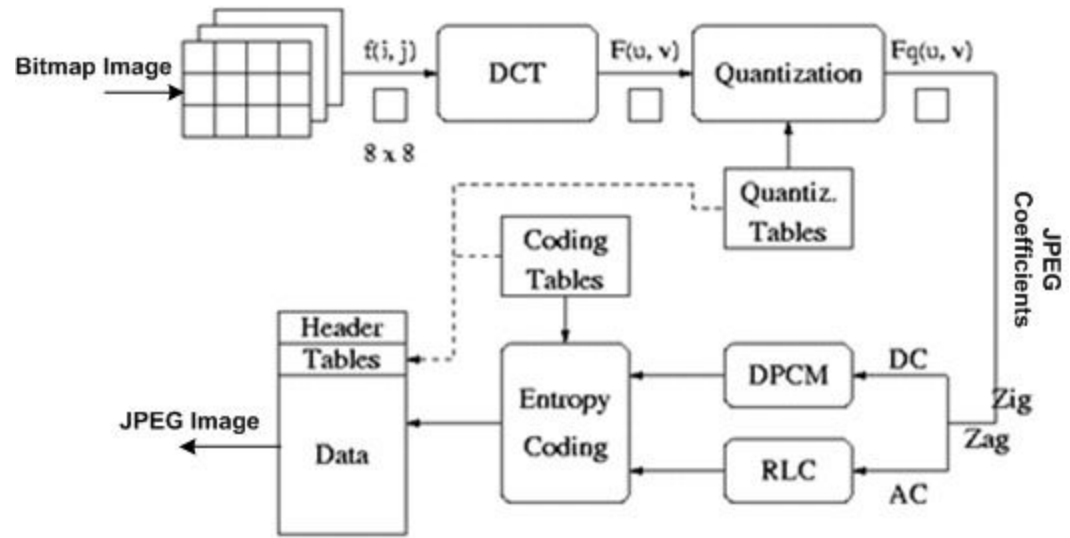 Bitmap Image
f(i, j)
8 x 8
DCT
F(u, v)
Quantization
Fq(u, v)
Quantiz.
Tables
Coding
Tables
JPEG
Coefficients
Header
Tables
Data
JPEG Image
Entropy
Coding
DPCM
DC
Zig
Zag
RLC
AC